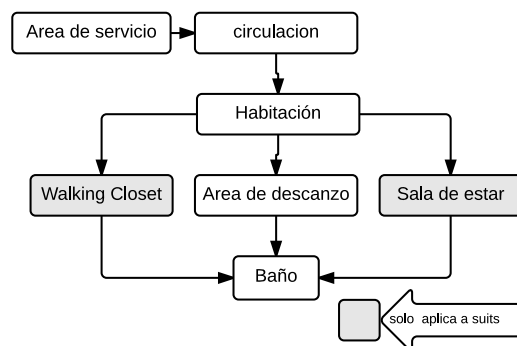 Area de servicio
circulacion
Habitación
Walking Closet
Area de descanzo
Sala de estar
Baño
solo aplica a suits